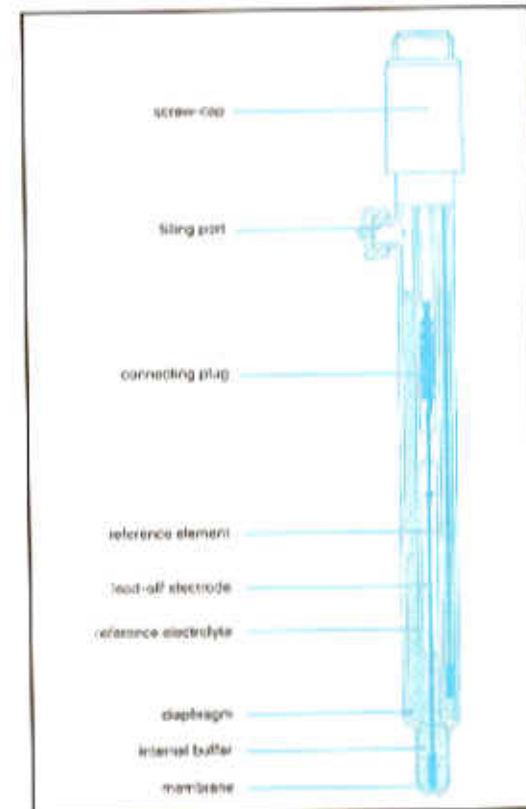 screw-cap
filling port
connecting plug
reference element
lead-off electrode
reference electrolyte
diaphragm
internal buffer
membrane